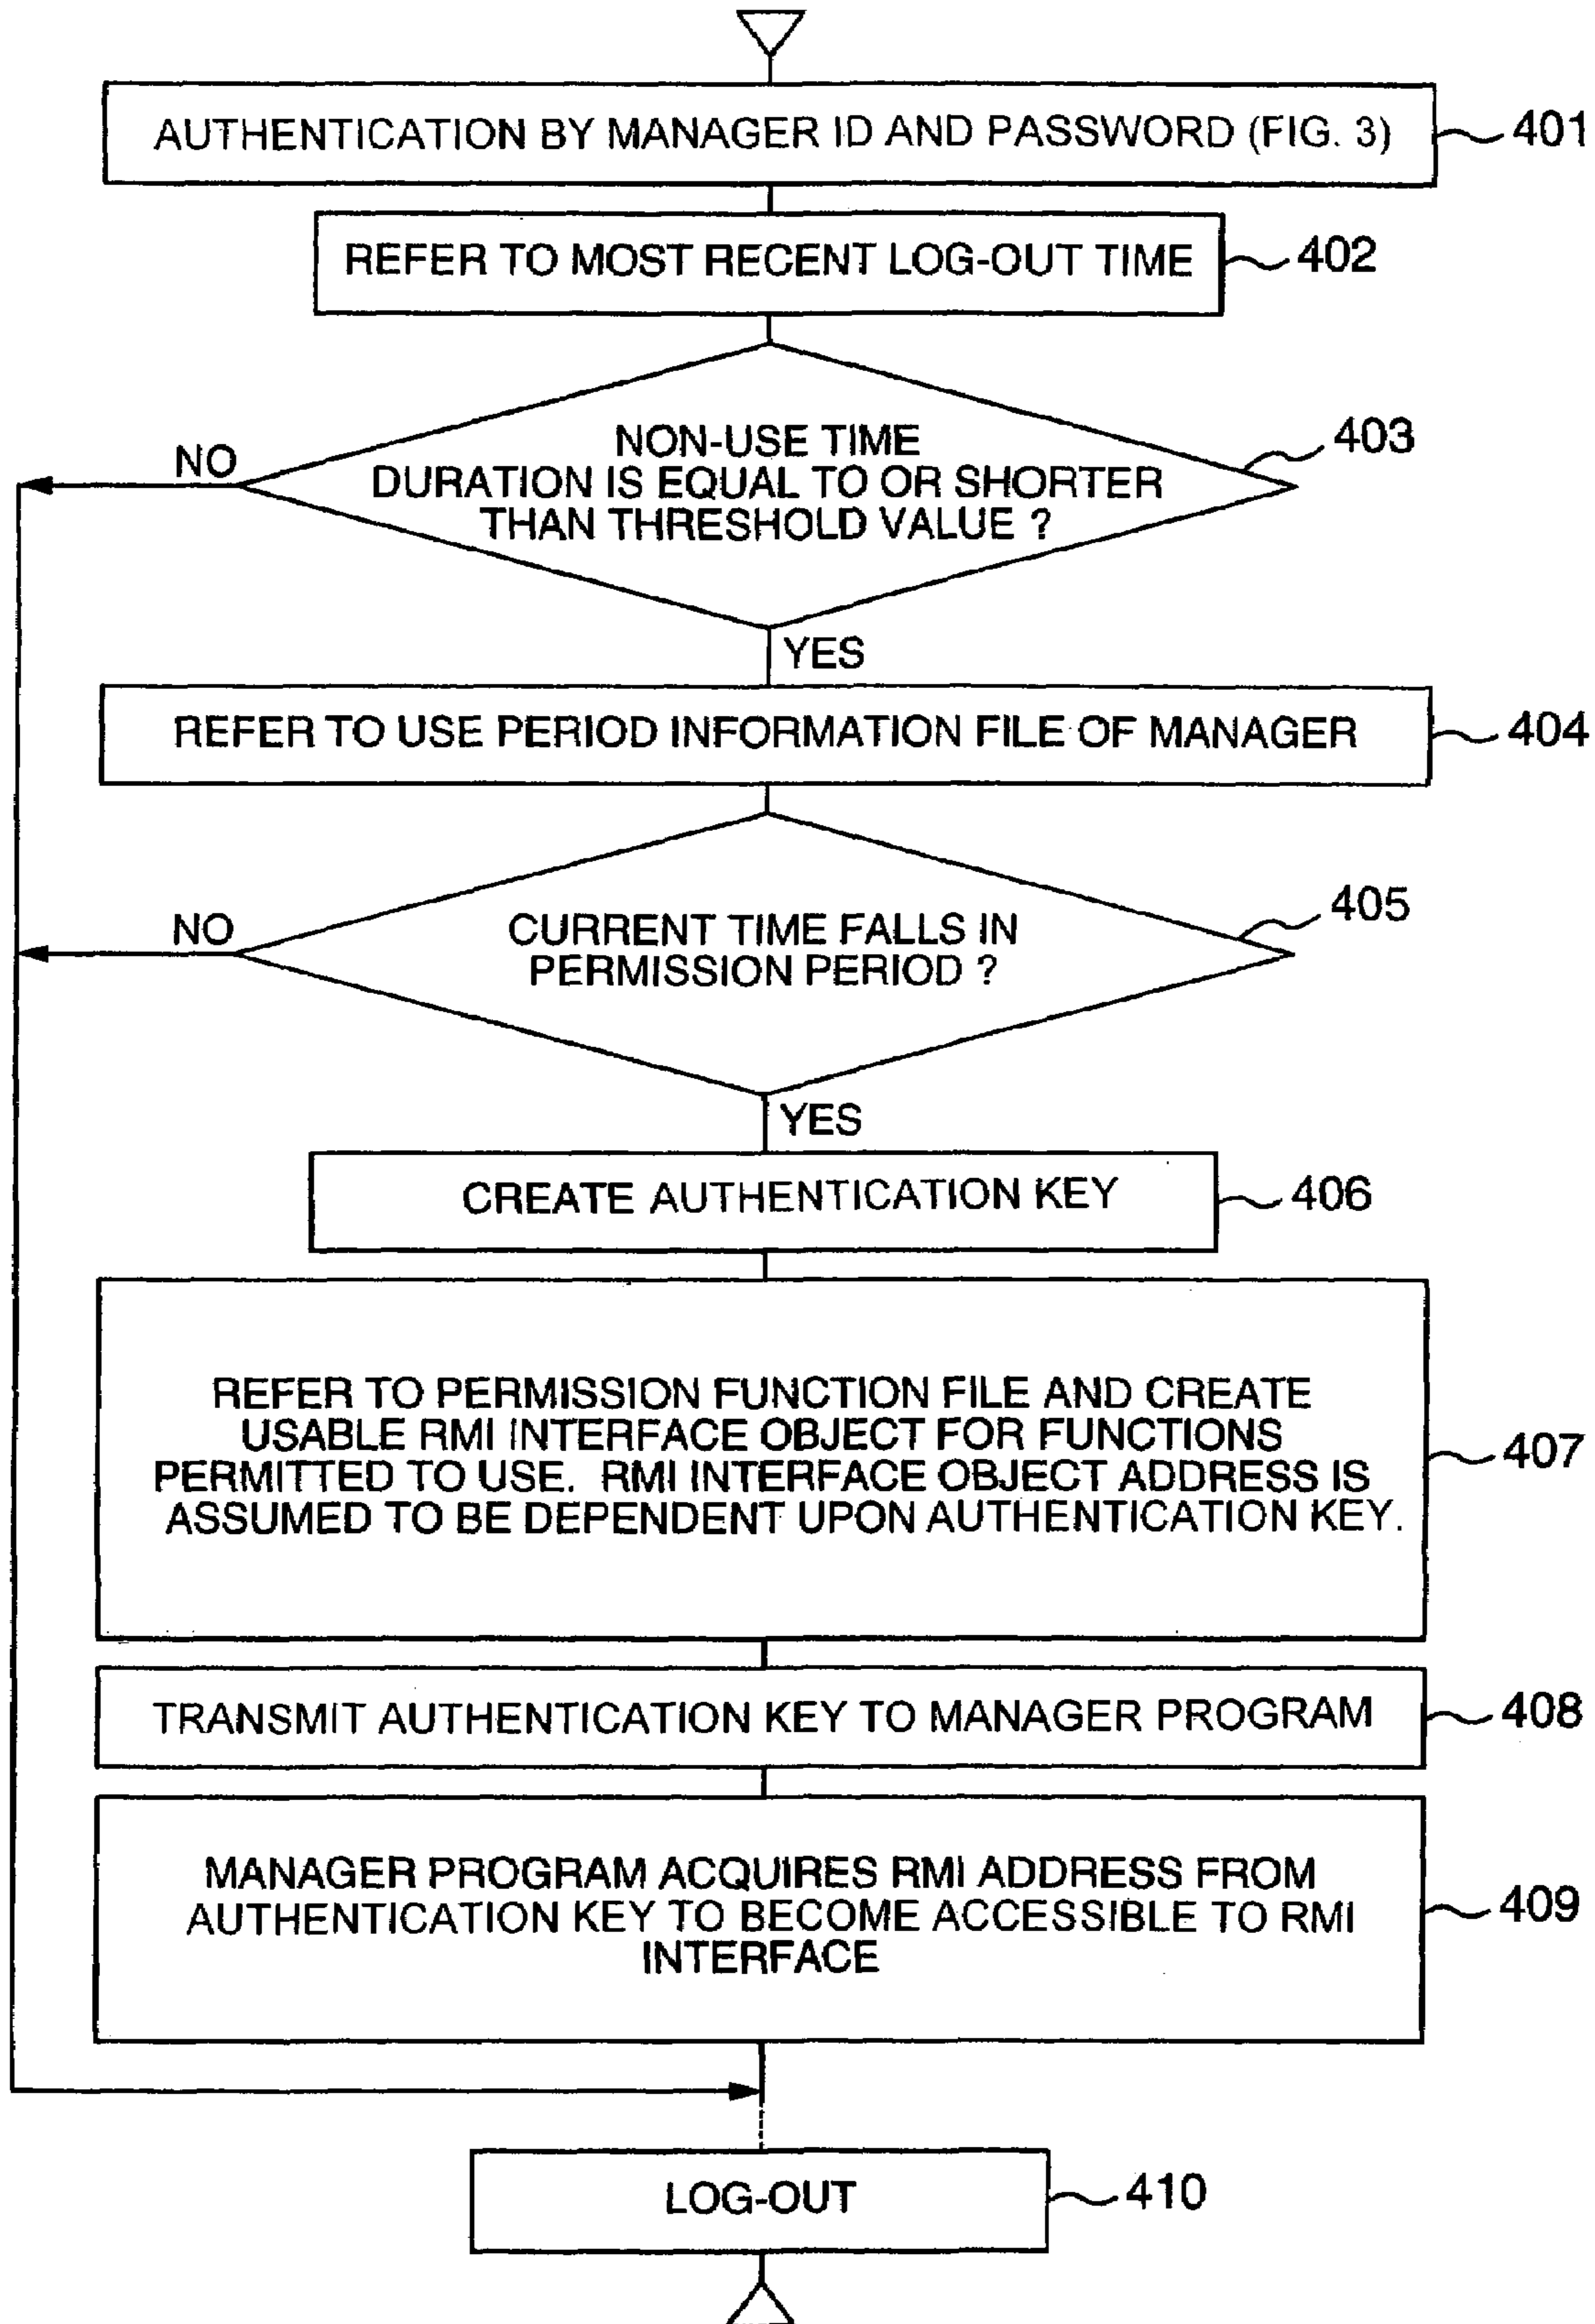 AUTHENTICATION BY MANAGER ID AND PASSWORD (FIG. 3)
401
REFER TO MOST RECENT LOG-OUT TIME
402
NON-USE TIME
DURATION IS EQUAL TO OR SHORTER
THAN THRESHOLD VALUE ?
403
NO
YES
REFER TO USE PERIOD INFORMATION FILE OF MANAGER
404
CURRENT TIME FALLS IN
PERMISSION PERIOD ?
405
NO
YES
CREATE AUTHENTICATION KEY
406
REFER TO PERMISSION FUNCTION FILE AND CREATE
USABLE RMI INTERFACE OBJECT FOR FUNCTIONS
PERMITTED TO USE. RMI INTERFACE OBJECT ADDRESS IS
ASSUMED TO BE DEPENDENT UPON AUTHENTICATION KEY.
407
TRANSMIT AUTHENTICATION KEY TO MANAGER PROGRAM
408
MANAGER PROGRAM ACQUIRES RMI ADDRESS FROM
AUTHENTICATION KEY TO BECOME ACCESSIBLE TO RMI
INTERFACE
409
LOG-OUT
410